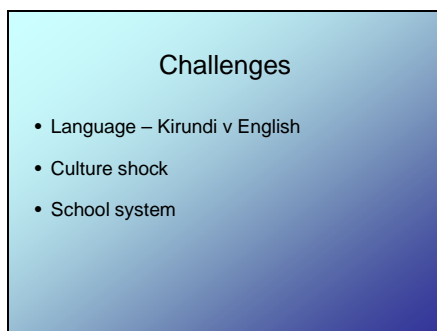 Challenges
• Language – Kirundi v English
• Culture shock
• School system